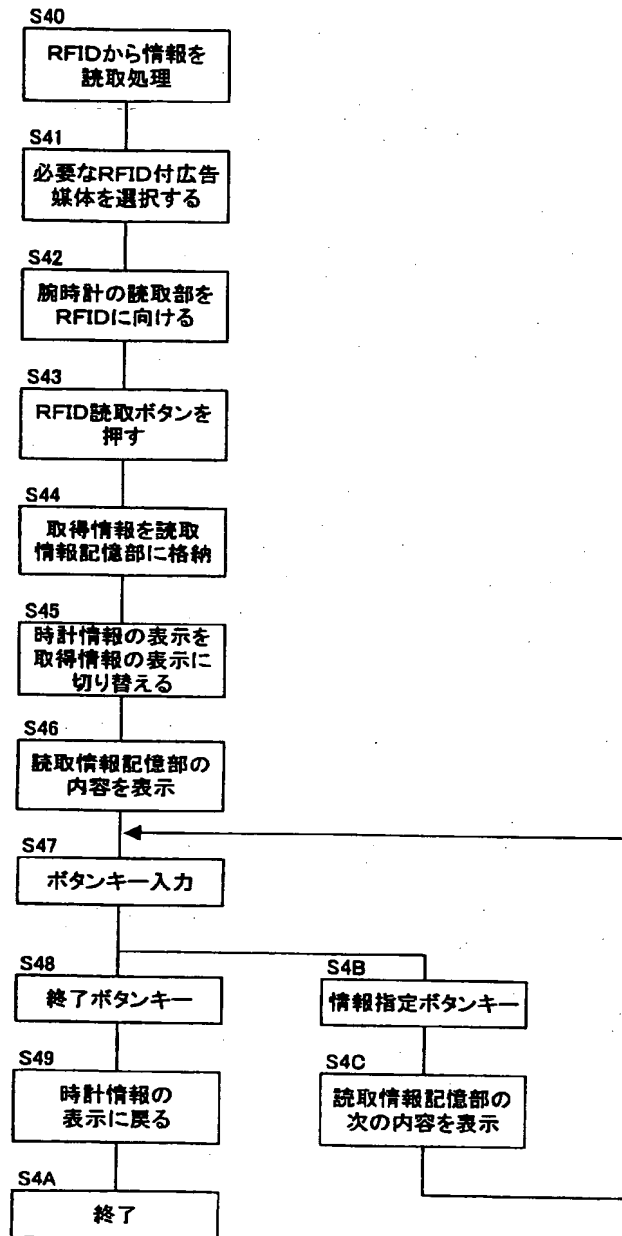 S40
RFIDから情報を
読取処理
S41
必要なRFID付広告
媒体を選択する
S42
腕時計の読取部を
RFIDに向ける
S43
RFID読取ボタンを
押す
S44
取得情報を読取
情報記憶部に格納
S45
時計情報の表示を
取得情報の表示に
切り替える
S46
読取情報記憶部の
内容を表示
S47
ボタンキー入力
S48
終了ボタンキー
S49
時計情報の
表示に戻る
S4A
終了
S4B
情報指定ボタンキー
S4C
読取情報記憶部の
次の内容を表示